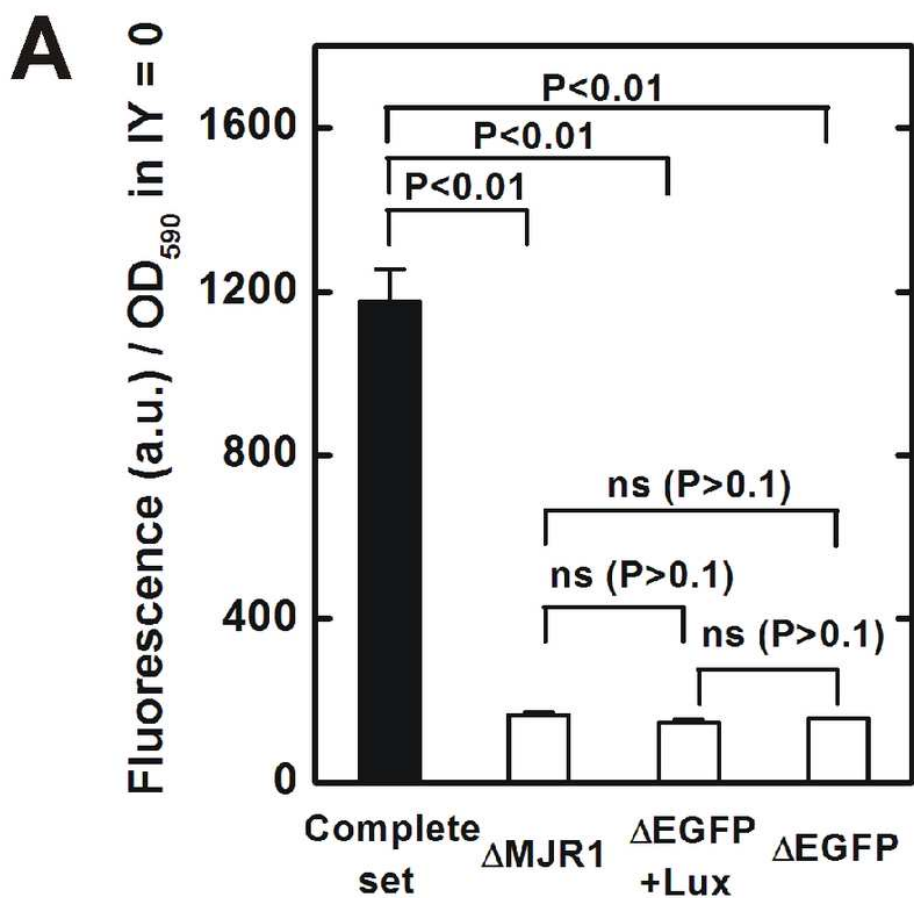 A
Fluorescence (a.u.) / OD590 in IY = 0
1600
1200
800
400
0
P<0.01
P<0.01
P<0.01
ns (P>0.1)
ns (P>0.1)
ns (P>0.1)
Complete
set
ΔMJR1
ΔEGFP
+Lux
ΔEGFP